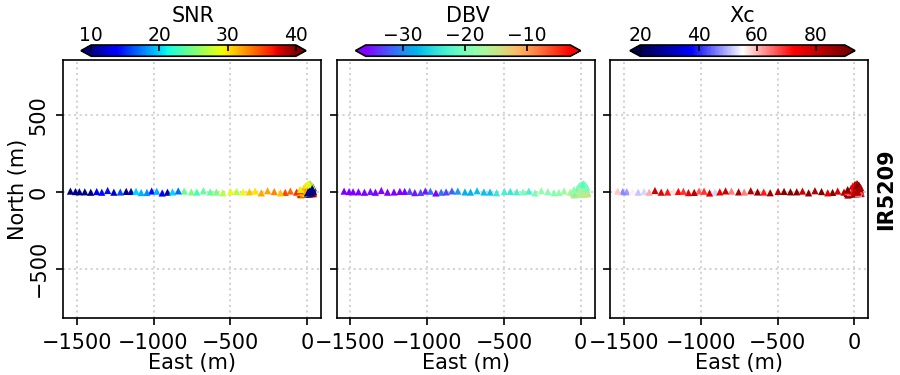 SNR DBV Xc
10 20 30 40 −30 −20 −10 20 40 60 80
500
0
−500
North (m)
IR5209
−1500 −1000 −500 0 −1500 −1000 −500 0 −1500 −1000 −500 0
East (m) East (m) East (m)